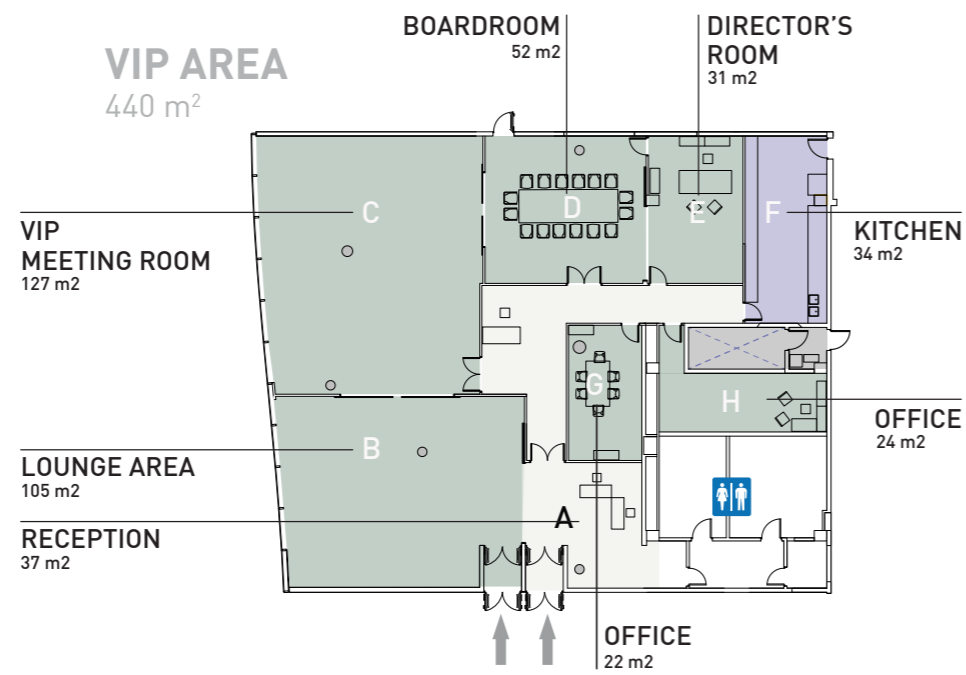 BOARDROOM
52 m2
DIRECTOR'S
ROOM
31 m2
VIP AREA
440 m²
C
D
E
F
VIP
MEETING ROOM
127 m2
KITCHEN
34 m2
G
H
OFFICE
24 m2
B
LOUNGE AREA
105 m2
A
RECEPTION
37 m2
OFFICE
22 m2